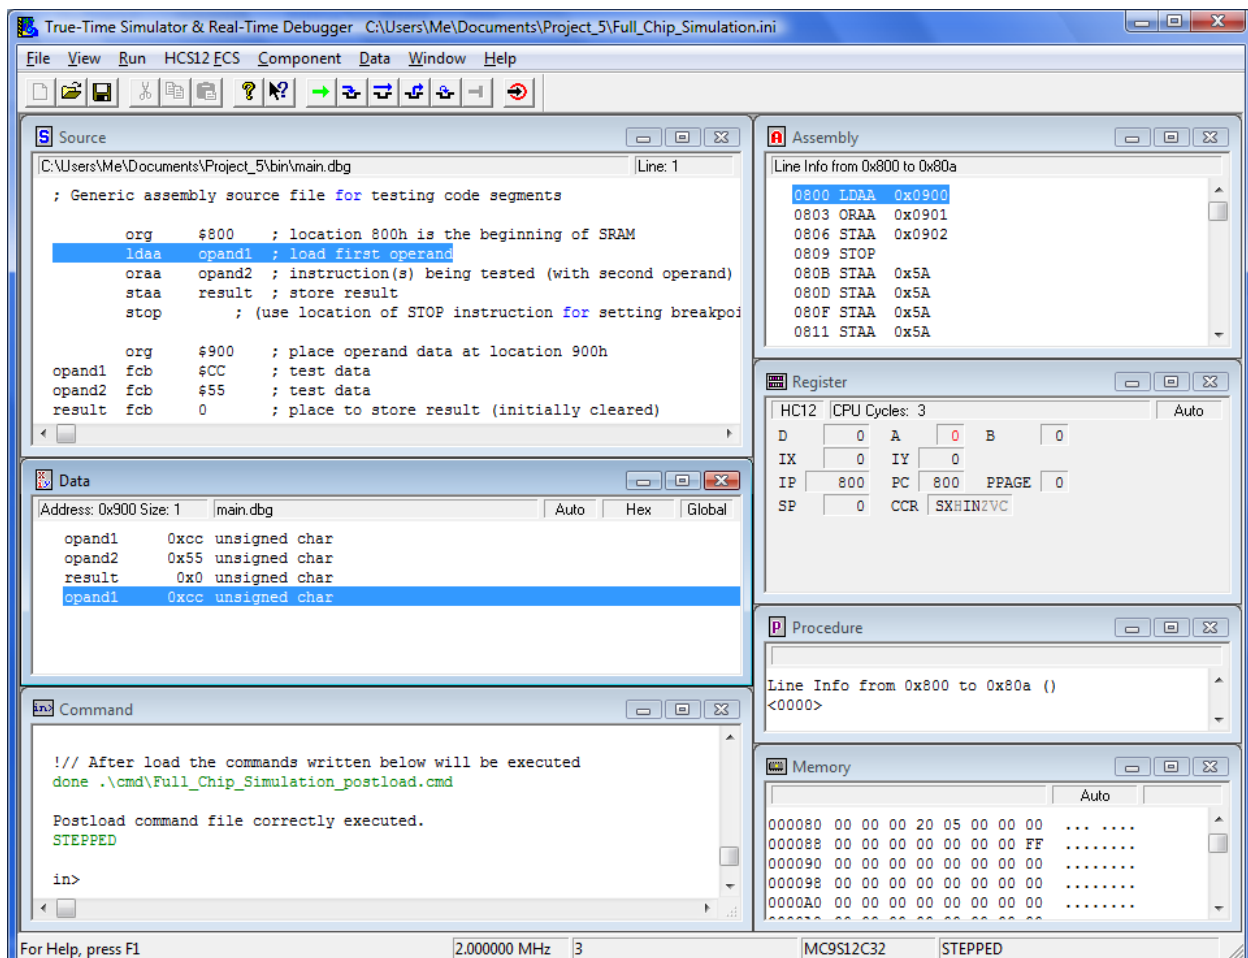 True-Time Simulator & Real-Time Debugger C:\Users\Me\Documents\Project_5\Full_Chip_Simulation.ini
File View Run HCS12 FCS Component Data Window Help
Source
C:\Users\Me\Documents\Project_5\bin\main.dbg Line: 1
; Generic assembly source file for testing code segments
org $800 ; location 800h is the beginning of SRAM
ldaa opand1 ; load first operand
oraa opand2 ; instruction(s) being tested (with second operand)
staa result ; store result
stop ; (use location of STOP instruction for setting breakpoi
org $900 ; place operand data at location 900h
opand1 fcb $CC ; test data
opand2 fcb $55 ; test data
result fcb 0 ; place to store result (initially cleared)
Data
Address: 0x900 Size: 1 main.dbg Auto Hex Global
opand1 0xcc unsigned char
opand2 0x55 unsigned char
result 0x0 unsigned char
opand1 0xcc unsigned char
Command
!// After load the commands written below will be executed
done .\cmd\Full_Chip_Simulation_postload.cmd
Postload command file correctly executed.
STEPPED
in>
Assembly
Line Info from 0x800 to 0x80a
0800 LDAA 0x0900
0803 ORAA 0x0901
0806 STAA 0x0902
0809 STOP
080B STAA 0x5A
080D STAA 0x5A
080F STAA 0x5A
0811 STAA 0x5A
Register
HC12 CPU Cycles: 3 Auto
D 0 A 0 B 0
IX 0 IY 0
IP 800 PC 800 PPAGE 0
SP 0 CCR SXHINZVC
Procedure
Line Info from 0x800 to 0x80a ()
<0000>
Memory
Auto
000080 00 00 00 20 05 00 00 00 ... ....
000088 00 00 00 00 00 00 00 FF ........
000090 00 00 00 00 00 00 00 00 ........
000098 00 00 00 00 00 00 00 00 ........
0000A0 00 00 00 00 00 00 00 00 ........
For Help, press F1 2.000000 MHz 3 MC9S12C32 STEPPED